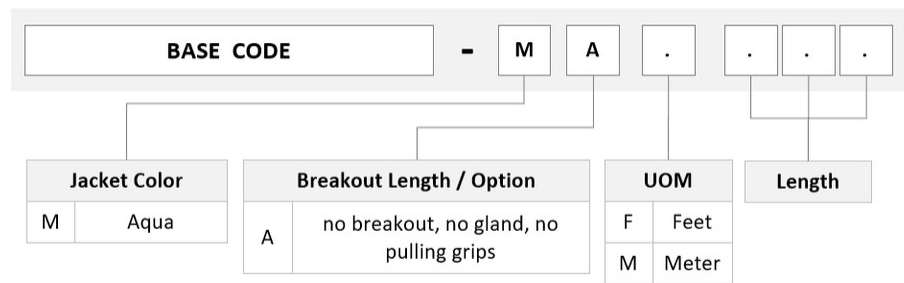 BASE CODE - M A . . . .
Jacket Color
M Aqua
Breakout Length / Option
A no breakout, no gland, no
pulling grips
UOM
F Feet
M Meter
Length